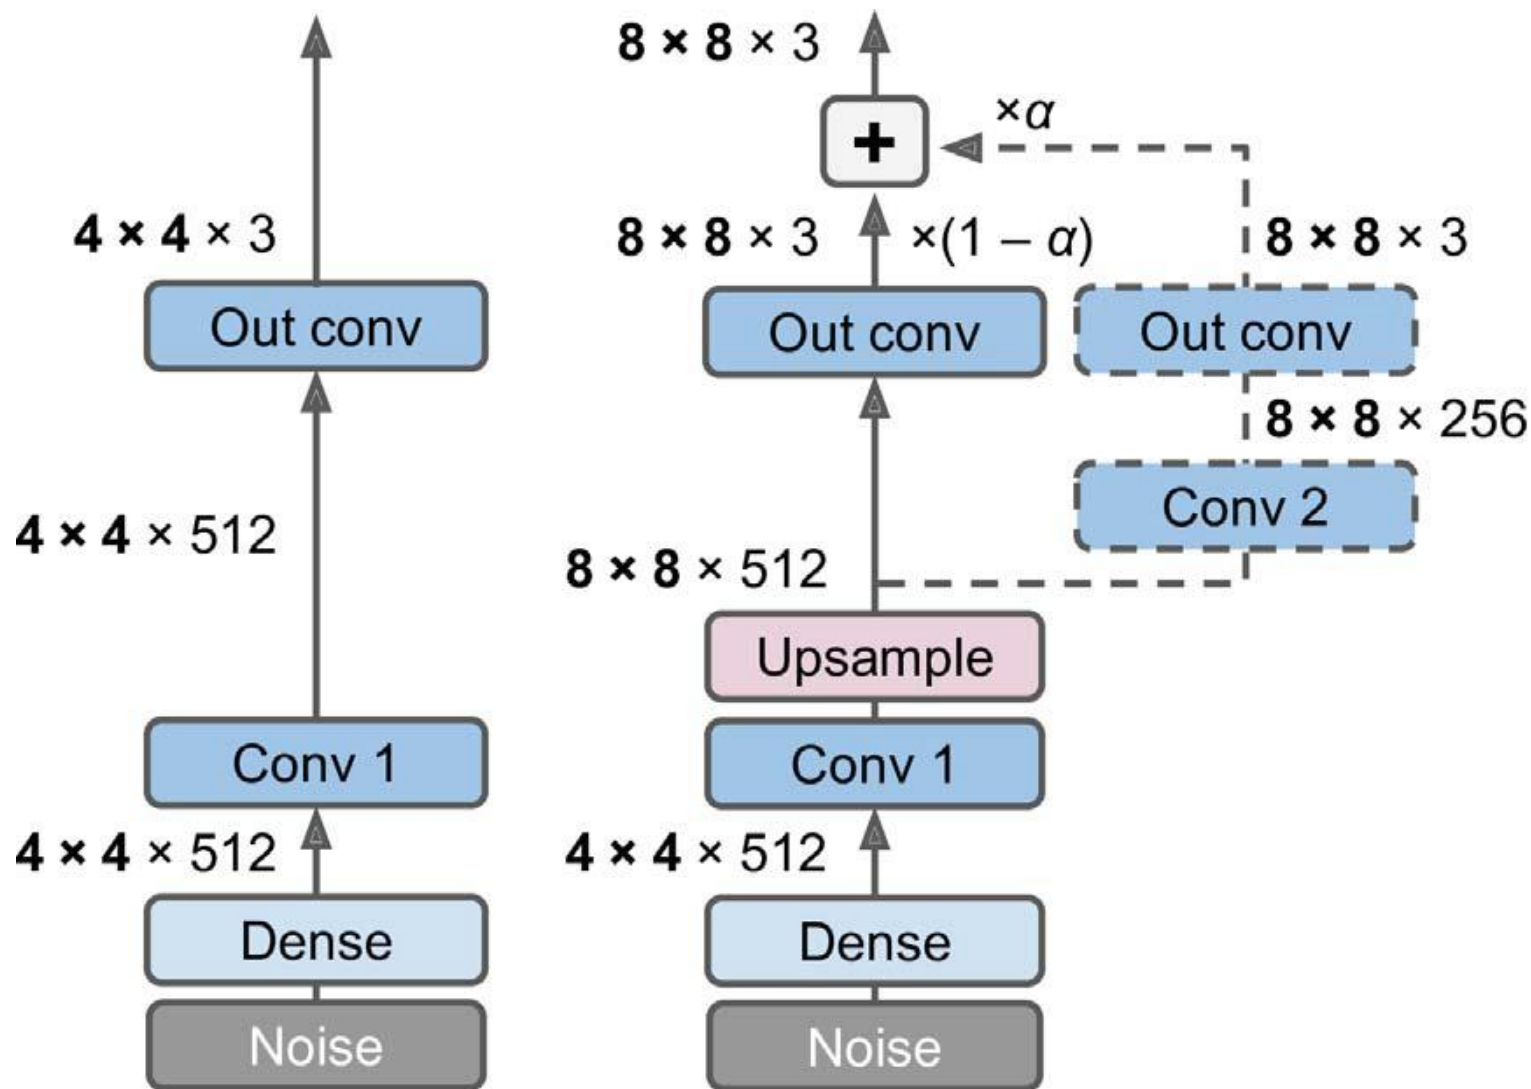 4 × 4 × 3
Out conv
4 × 4 × 512
Conv 1
4 × 4 × 512
Dense
Noise
8 × 8 × 3
+
×α
8 × 8 × 3
×(1 – α)
8 × 8 × 3
Out conv
Out conv
8 × 8 × 256
Conv 2
8 × 8 × 512
Upsample
Conv 1
4 × 4 × 512
Dense
Noise